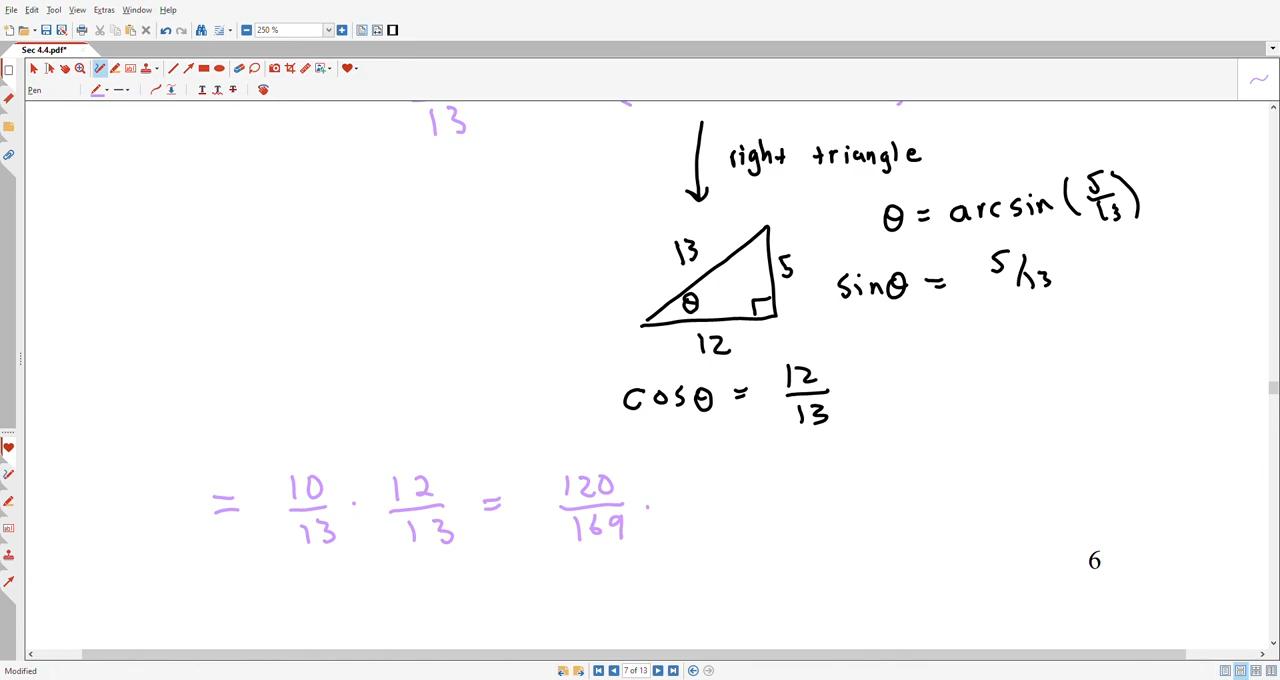 File Edit Tool View Extras Window Help
250 %
Sec 4.4.pdf*
Pen
13
right triangle
θ = arcsin (5/13)
13
5
sinθ = 5/13
θ
12
cosθ = 12/13
= 10/13 · 12/13 = 120/169 .
6
Modified
7 of 13